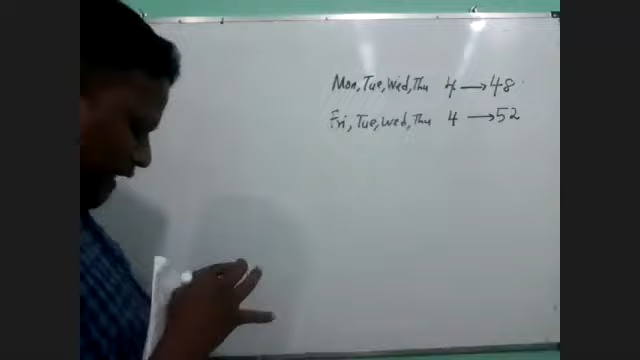 Mon, Tue, Wed, Thu 4 → 48
Fri, Tue, Wed, Thu 4 → 52